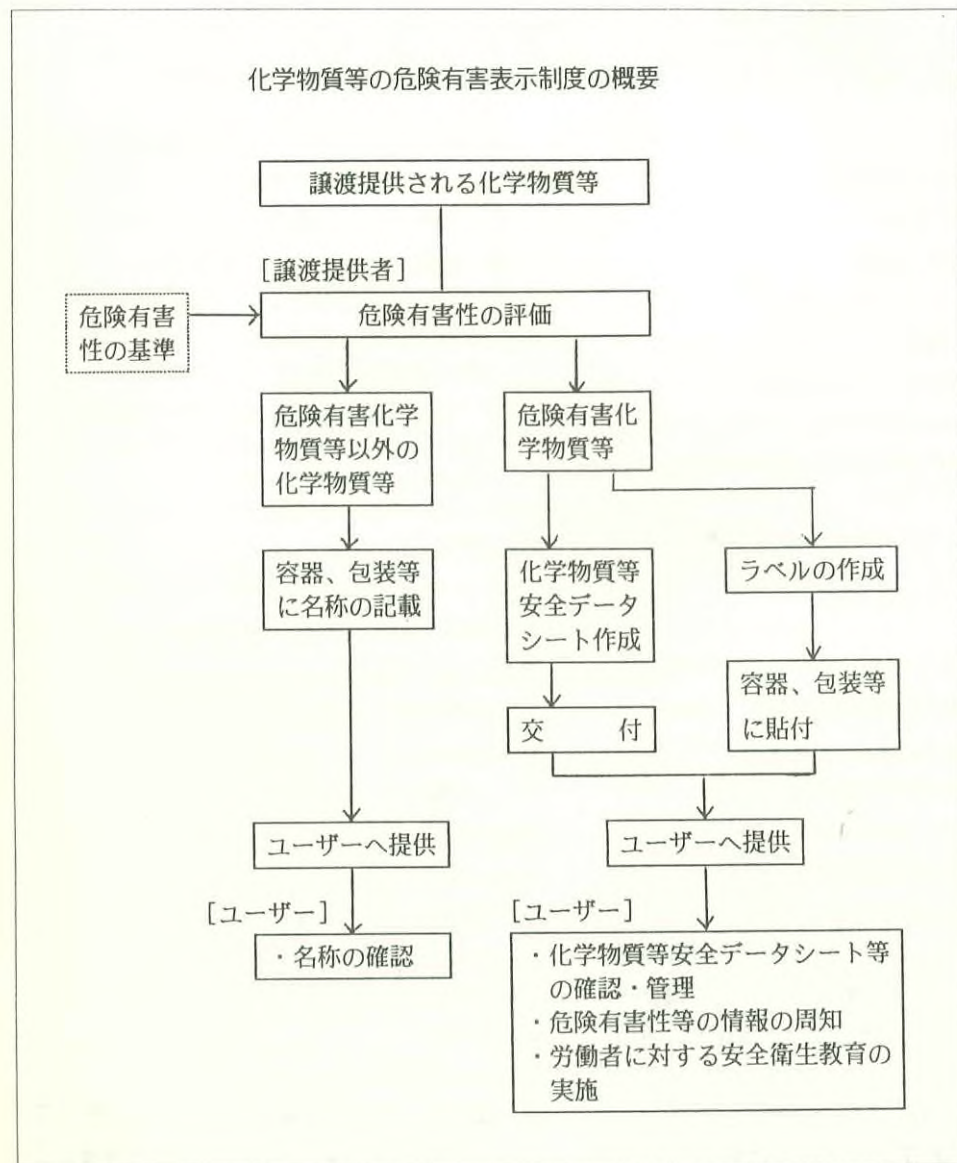 化学物質等の危険有害表示制度の概要
譲渡提供される化学物質等
[譲渡提供者]
危険有害
性の基準
危険有害性の評価
危険有害化学
物質等以外の
化学物質等
危険有害化
学物質等
容器、包装等
に名称の記載
化学物質等
安全データ
シート作成
ラベルの作成
交　　　付
容器、包装等
に貼付
ユーザーへ提供
ユーザーへ提供
[ユーザー]
・名称の確認
[ユーザー]
・化学物質等安全データシート等
の確認・管理
・危険有害性等の情報の周知
・労働者に対する安全衛生教育の
実施